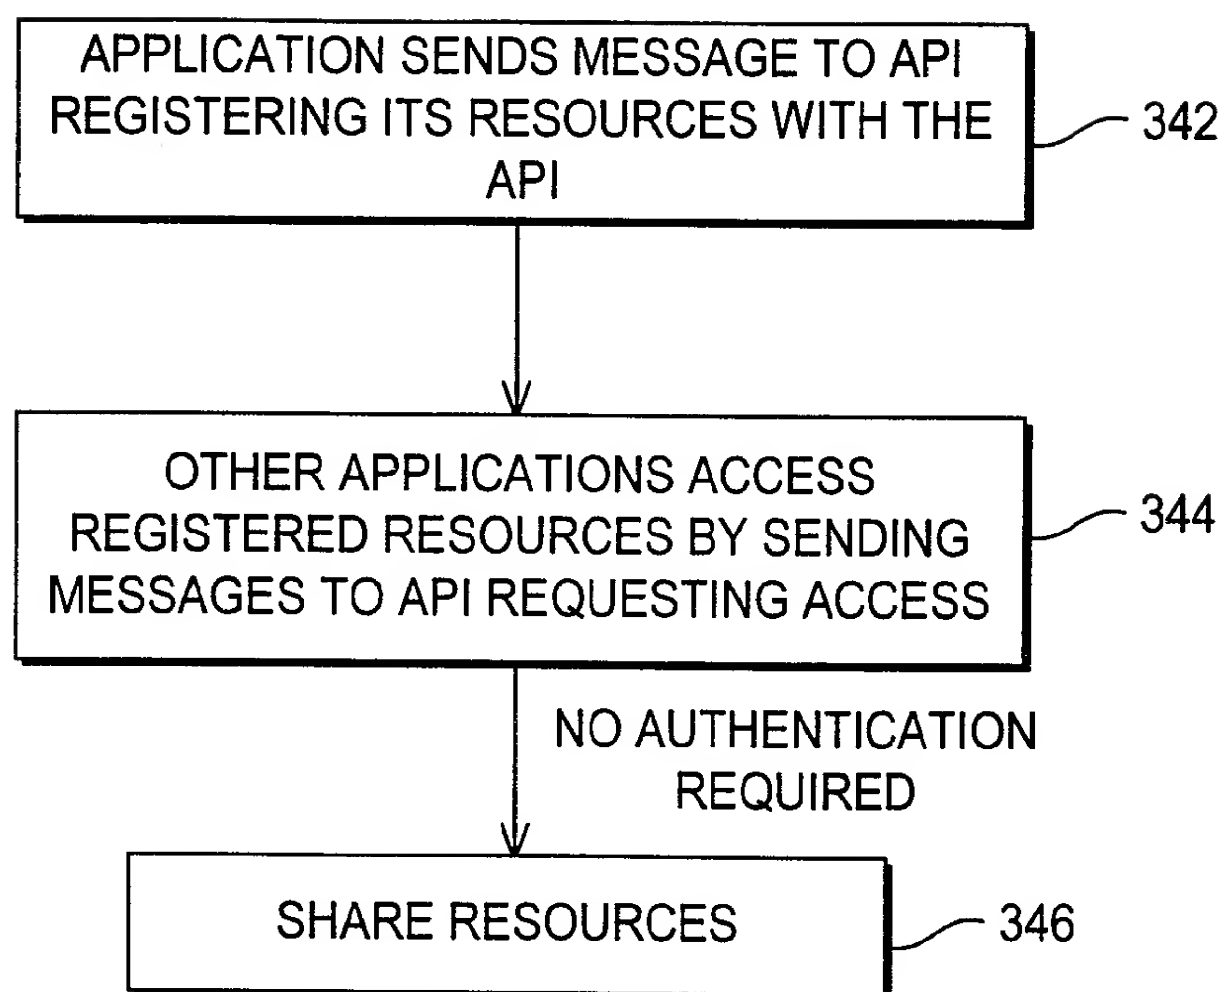 APPLICATION SENDS MESSAGE TO API
REGISTERING ITS RESOURCES WITH THE
API
342
OTHER APPLICATIONS ACCESS
REGISTERED RESOURCES BY SENDING
MESSAGES TO API REQUESTING ACCESS
344
NO AUTHENTICATION
REQUIRED
SHARE RESOURCES
346